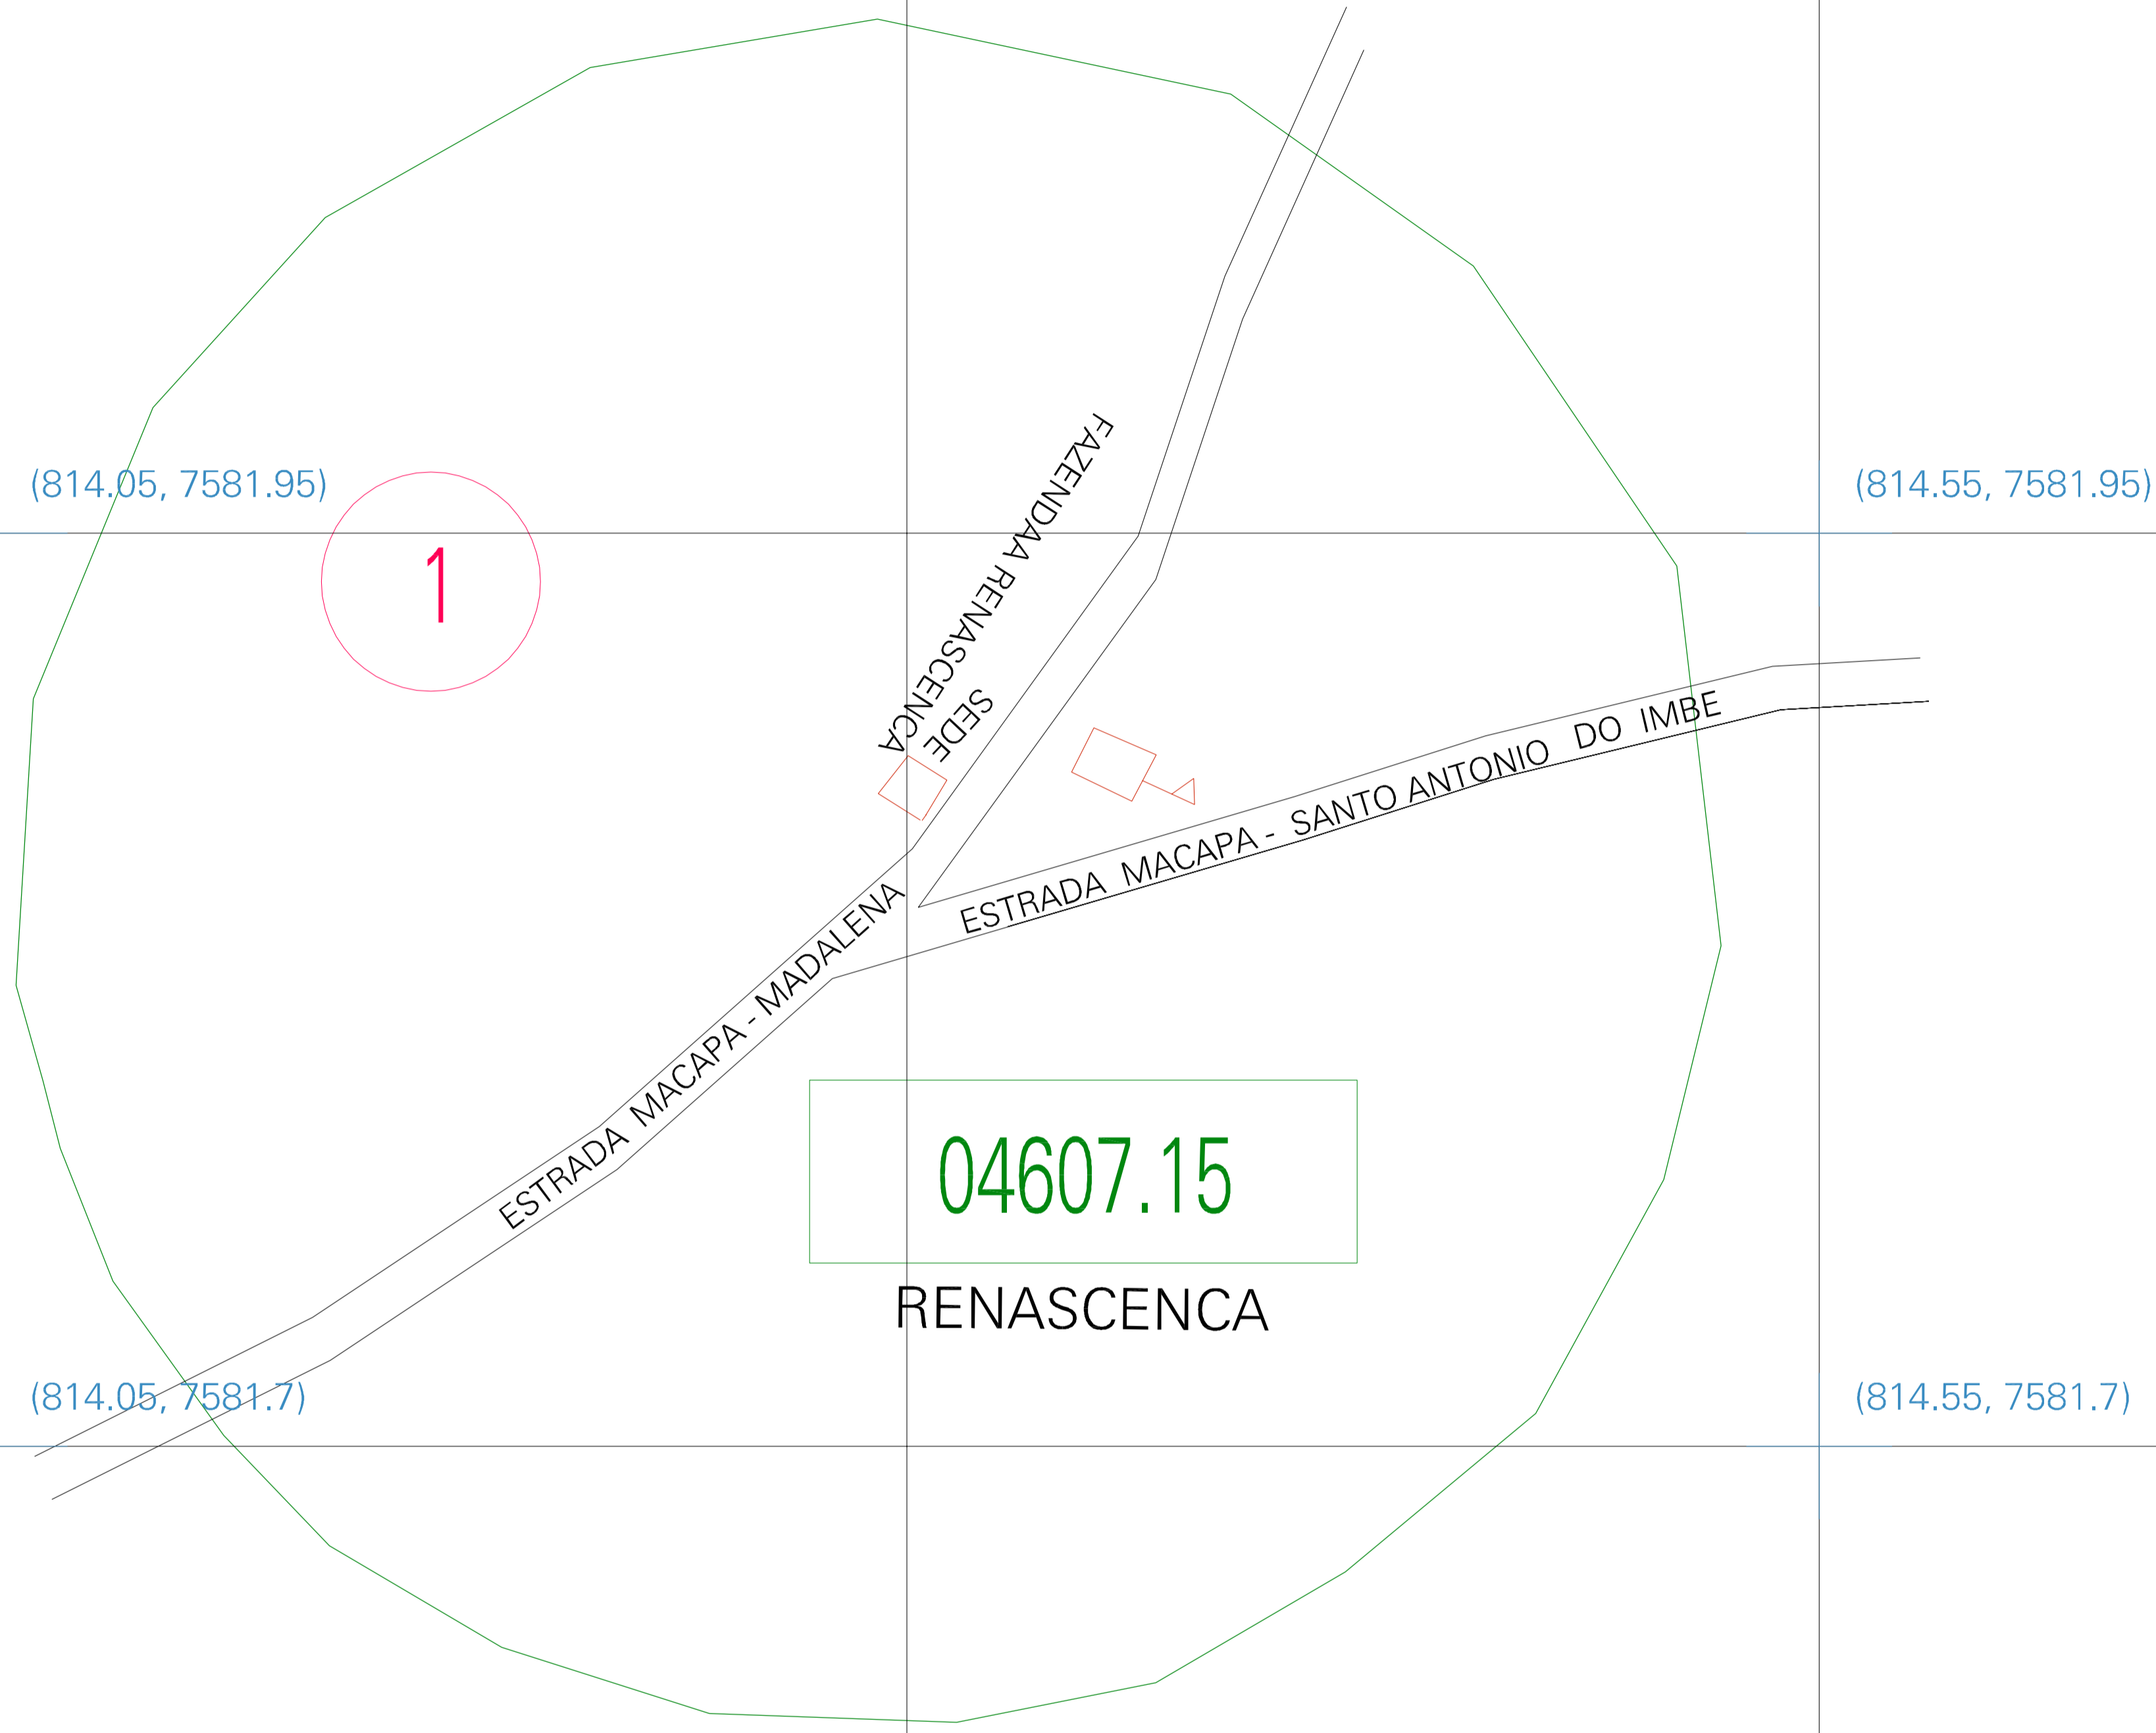 (814.05, 7581.95)
(814.55, 7581.95)
1
FAZENDAA RENASCENCA
SEDE
ESTRADA MACAPA - SANTO ANTONIO DO IMBE
ESTRADA MACAPA - MADALENA
04607.15
RENASCENCA
(814.05, 7581.7)
(814.55, 7581.7)